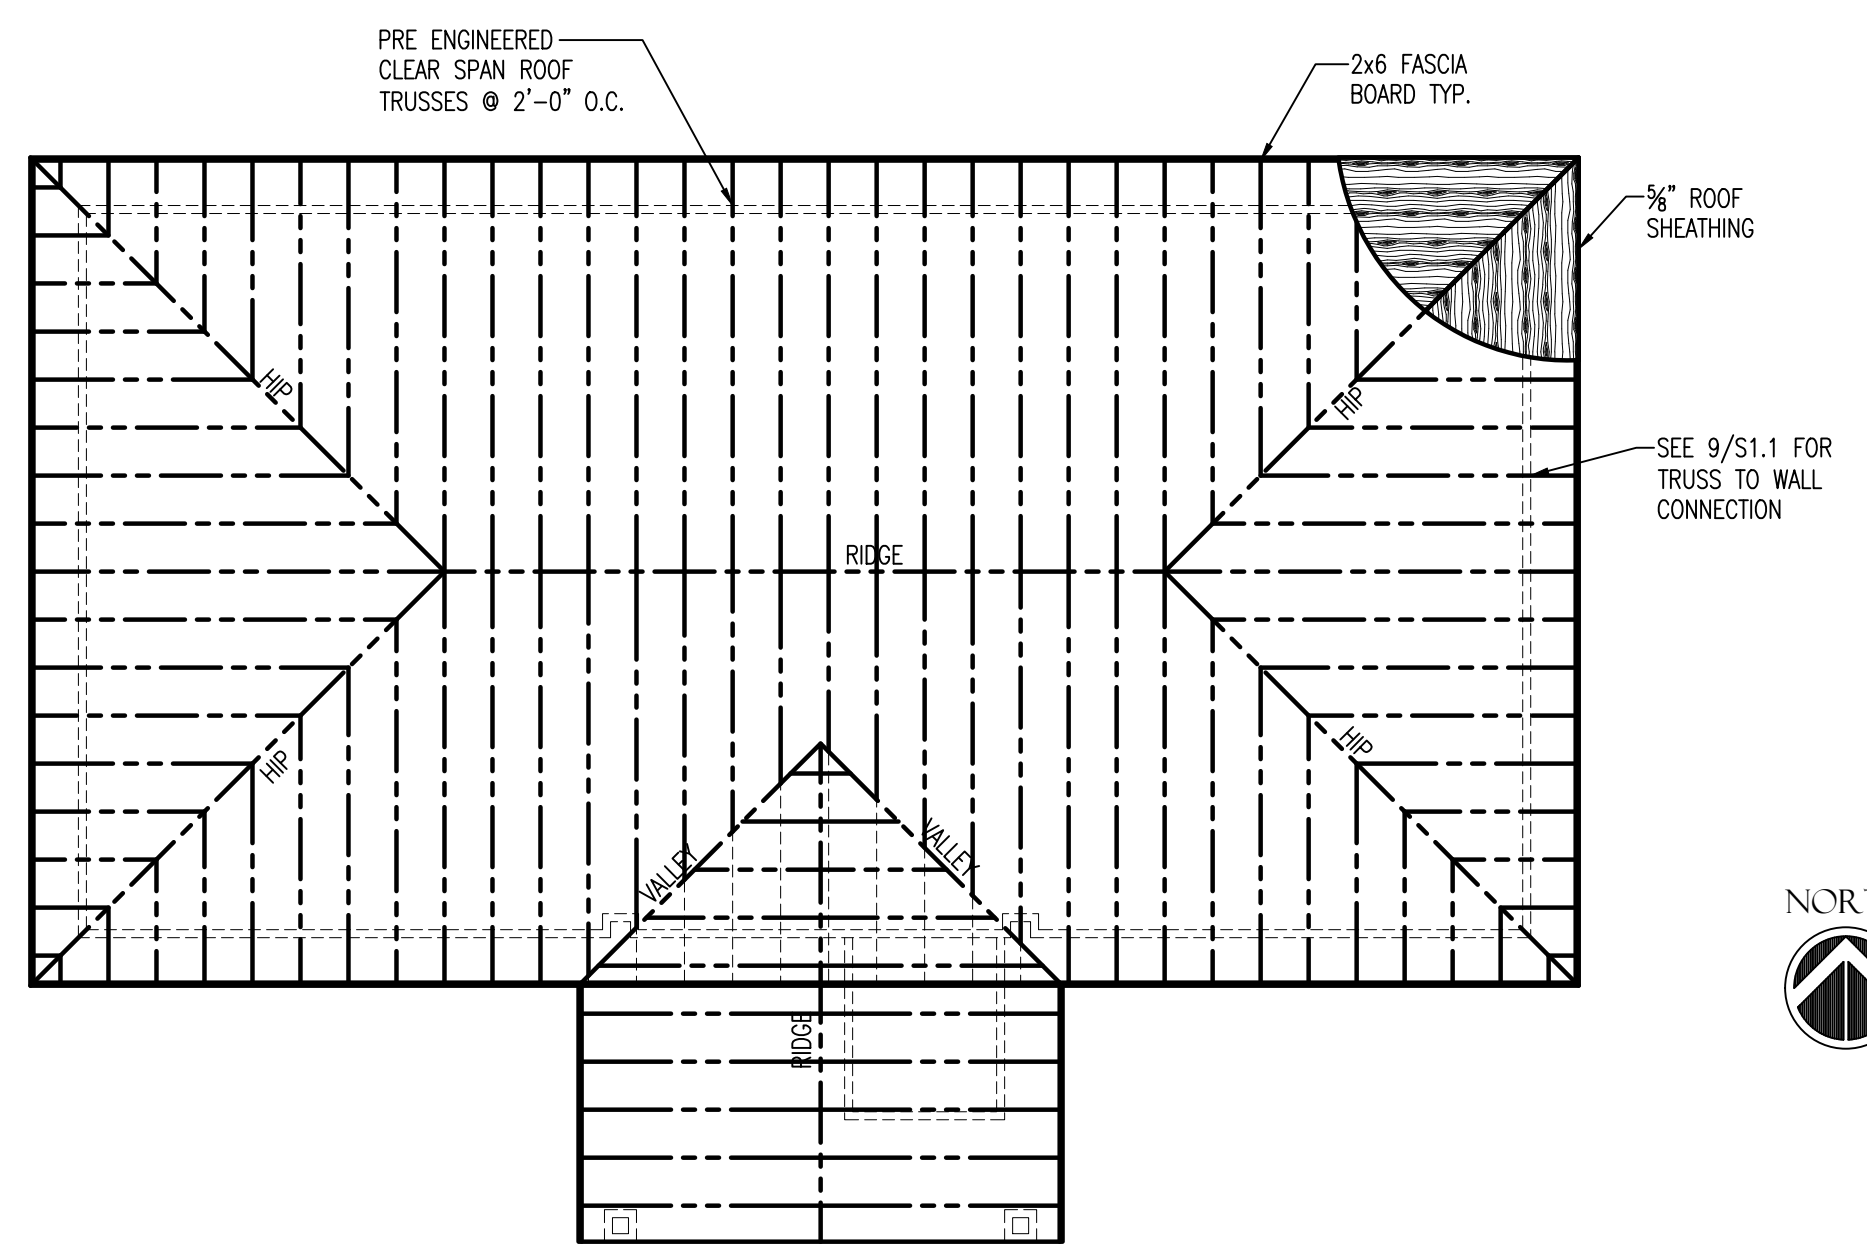 PRE ENGINEERED
CLEAR SPAN ROOF
TRUSSES @ 2'-0" O.C.
2x6 FASCIA
BOARD TYP.
⅝" ROOF
SHEATHING
HIP
HIP
SEE 9/S1.1 FOR
TRUSS TO WALL
CONNECTION
RIDGE
HIP
HIP
VALLEY
VALLEY
NOR
RIDGE